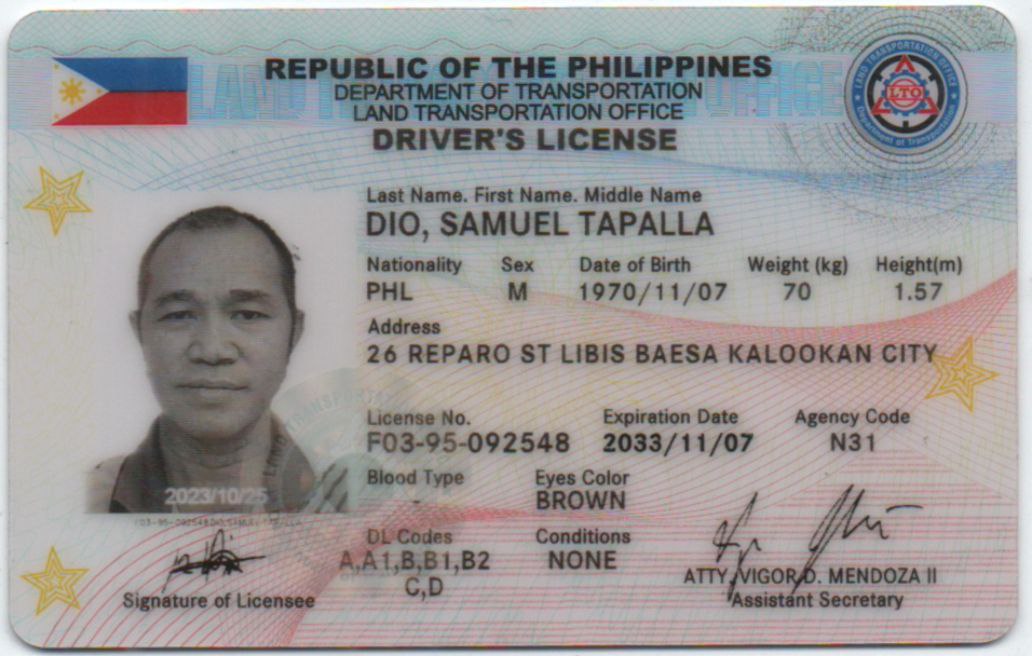 REPUBLIC OF THE PHILIPPINES
DEPARTMENT OF TRANSPORTATION
LAND TRANSPORTATION OFFICE
DRIVER'S LICENSE
LAND TRANSPORTATION OFFICE
LTO
Department of Transportation
Last Name. First Name. Middle Name
DIO, SAMUEL TAPALLA
Nationality Sex Date of Birth Weight (kg) Height(m)
PHL M 1970/11/07 70 1.57
Address
26 REPARO ST LIBIS BAESA KALOOKAN CITY
License No. Expiration Date Agency Code
F03-95-092548 2033/11/07 N31
Blood Type Eyes Color
- BROWN
2023/10/25
DL Codes Conditions
A,A1,B,B1,B2 NONE
C,D
Signature of Licensee
ATTY. VIGOR D. MENDOZA II
Assistant Secretary